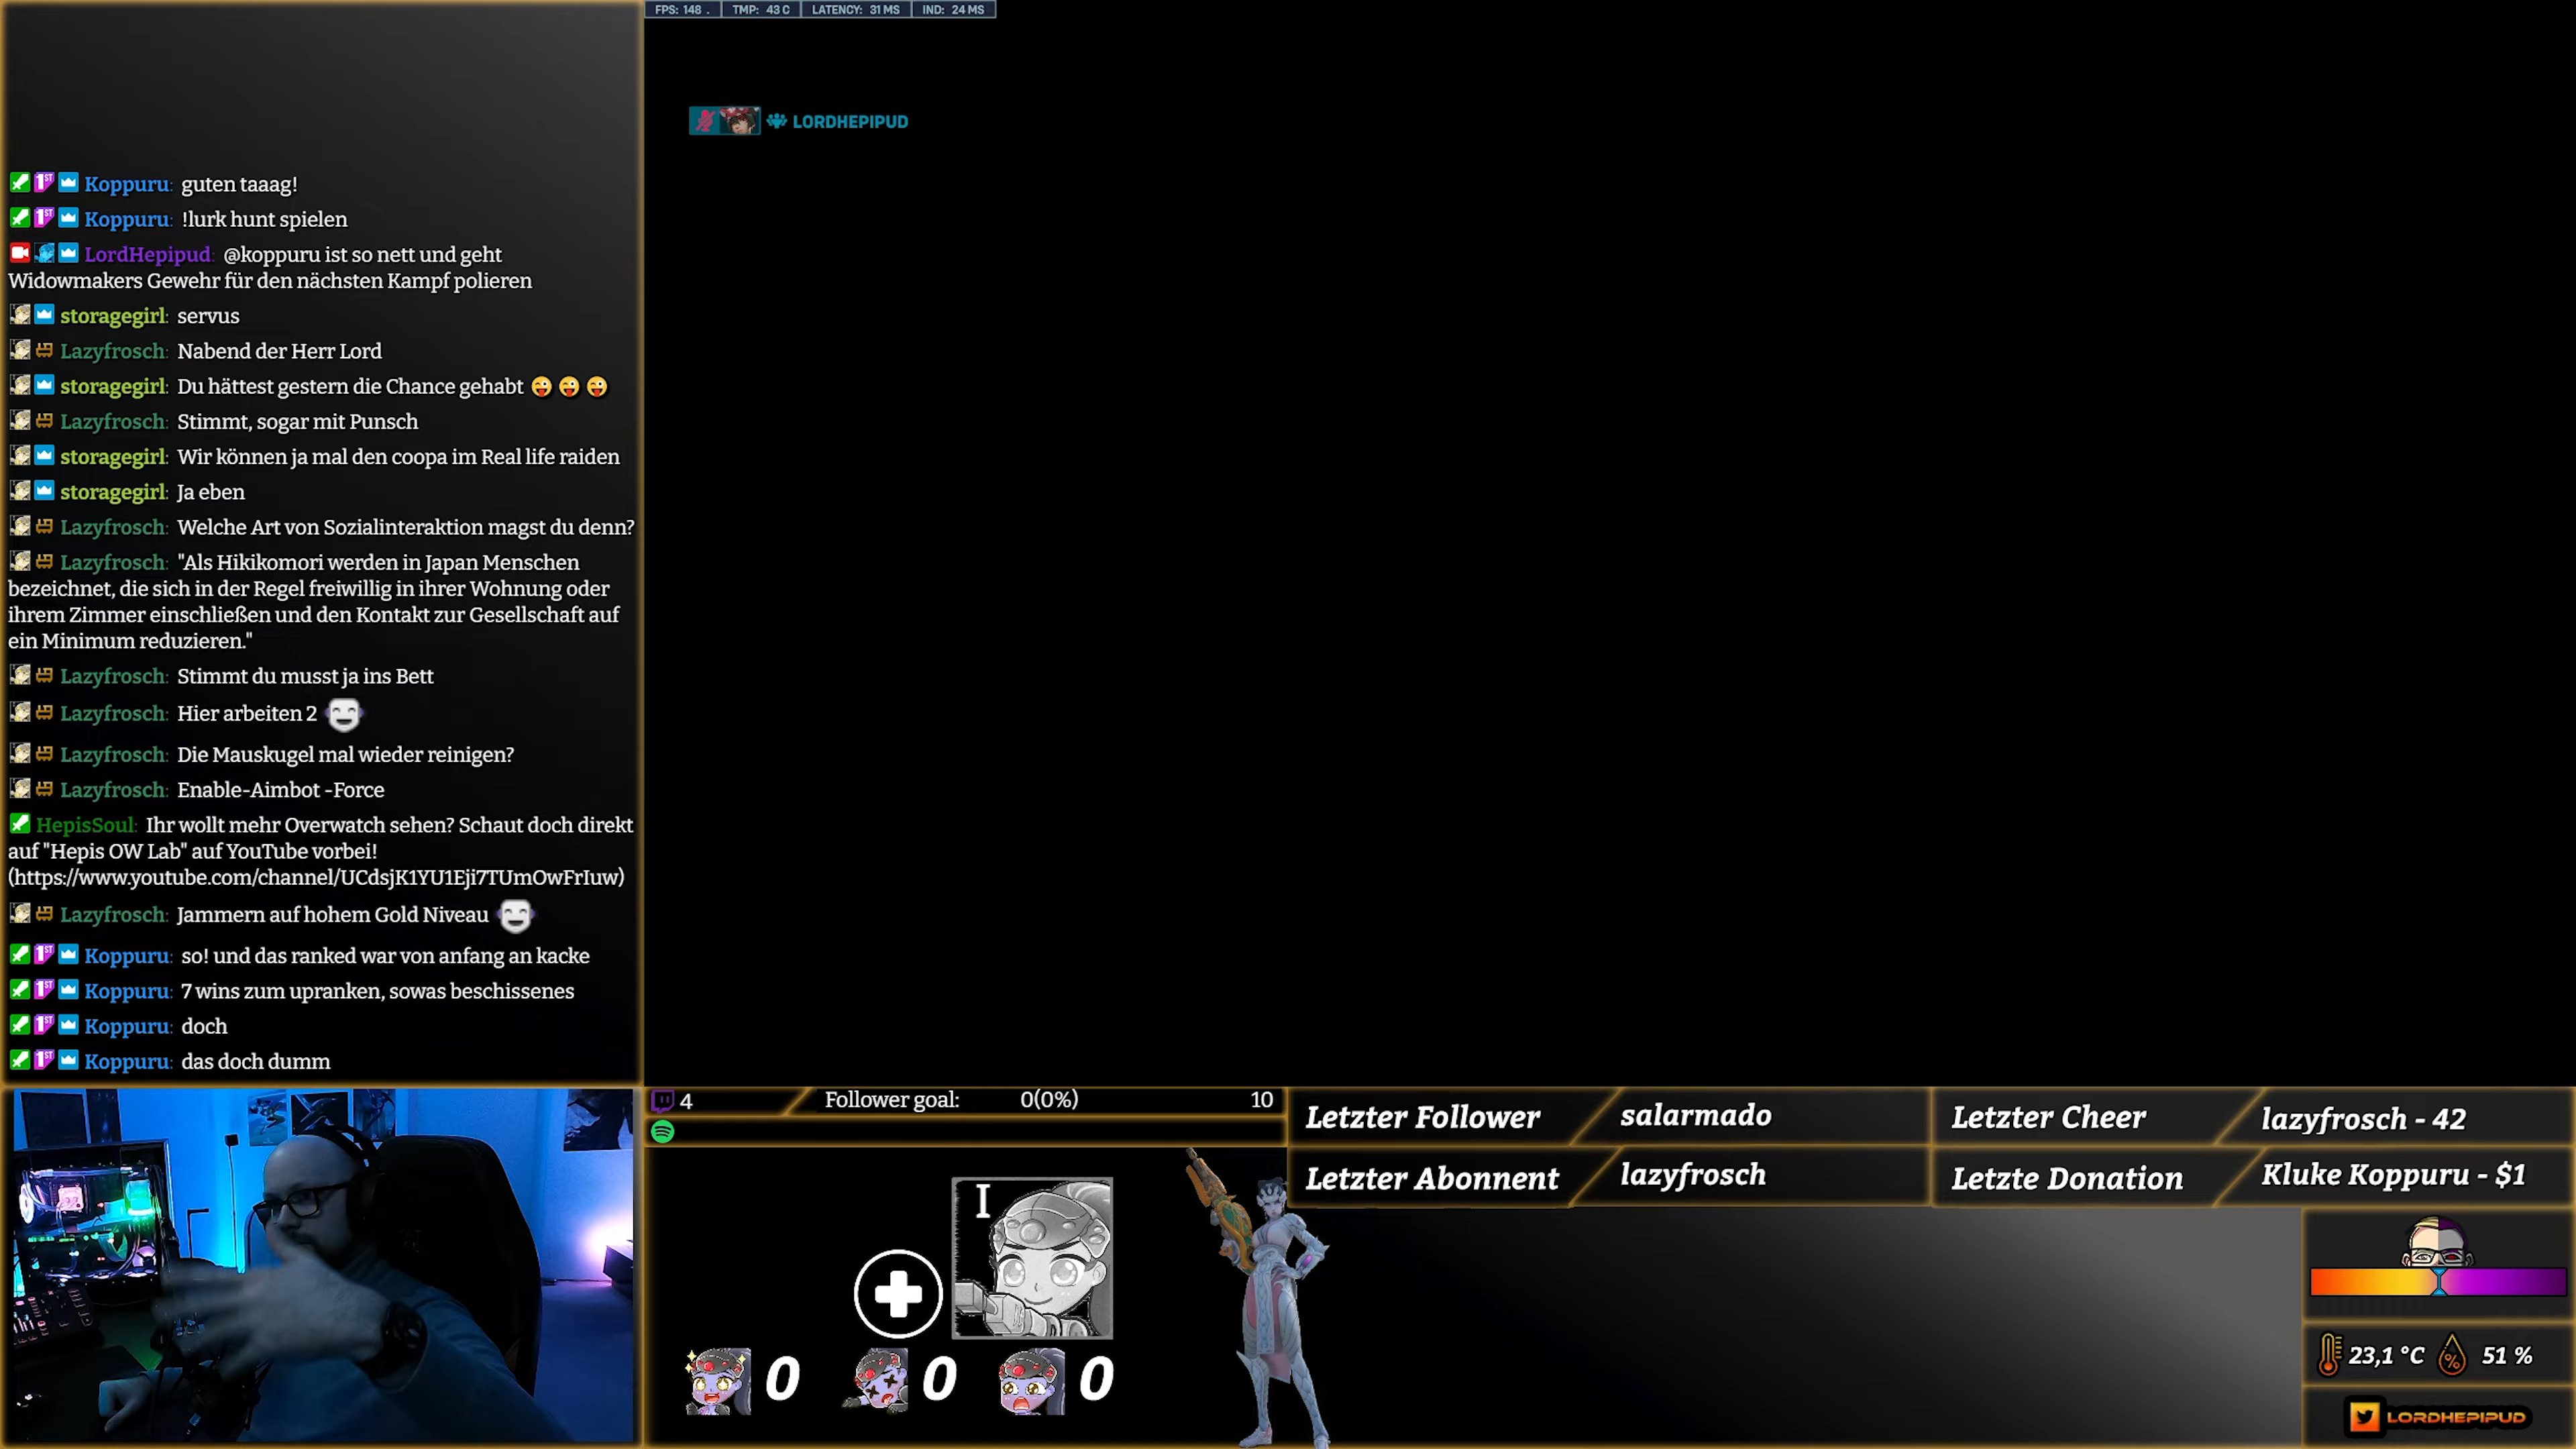 FPS: 148 . TMP: 43 C LATENCY: 31 MS IND: 24 MS
LORDHEPIPUD
Koppuru: guten taaag!
Koppuru: !lurk hunt spielen
LordHepipud: @koppuru ist so nett und geht
Widowmakers Gewehr für den nächsten Kampf polieren
storagegirl: servus
Lazyfrosch: Nabend der Herr Lord
storagegirl: Du hättest gestern die Chance gehabt 😜 😜 😜
Lazyfrosch: Stimmt, sogar mit Punsch
storagegirl: Wir können ja mal den coopa im Real life raiden
storagegirl: Ja eben
Lazyfrosch: Welche Art von Sozialinteraktion magst du denn?
Lazyfrosch: "Als Hikikomori werden in Japan Menschen
bezeichnet, die sich in der Regel freiwillig in ihrer Wohnung oder
ihrem Zimmer einschließen und den Kontakt zur Gesellschaft auf
ein Minimum reduzieren."
Lazyfrosch: Stimmt du musst ja ins Bett
Lazyfrosch: Hier arbeiten 2
Lazyfrosch: Die Mauskugel mal wieder reinigen?
Lazyfrosch: Enable-Aimbot -Force
HepisSoul: Ihr wollt mehr Overwatch sehen? Schaut doch direkt
auf "Hepis OW Lab" auf YouTube vorbei!
(https://www.youtube.com/channel/UCdsjK1YU1Eji7TUmOwFrIuw)
Lazyfrosch: Jammern auf hohem Gold Niveau
Koppuru: so! und das ranked war von anfang an kacke
Koppuru: 7 wins zum upranken, sowas beschissenes
Koppuru: doch
Koppuru: das doch dumm
4 Follower goal: 0(0%) 10
Letzter Follower salarmado Letzter Cheer lazyfrosch - 42
Letzter Abonnent lazyfrosch Letzte Donation Kluke Koppuru - $1
I
0 0 0
23,1 °C % 51 %
LORDHEPIPUD